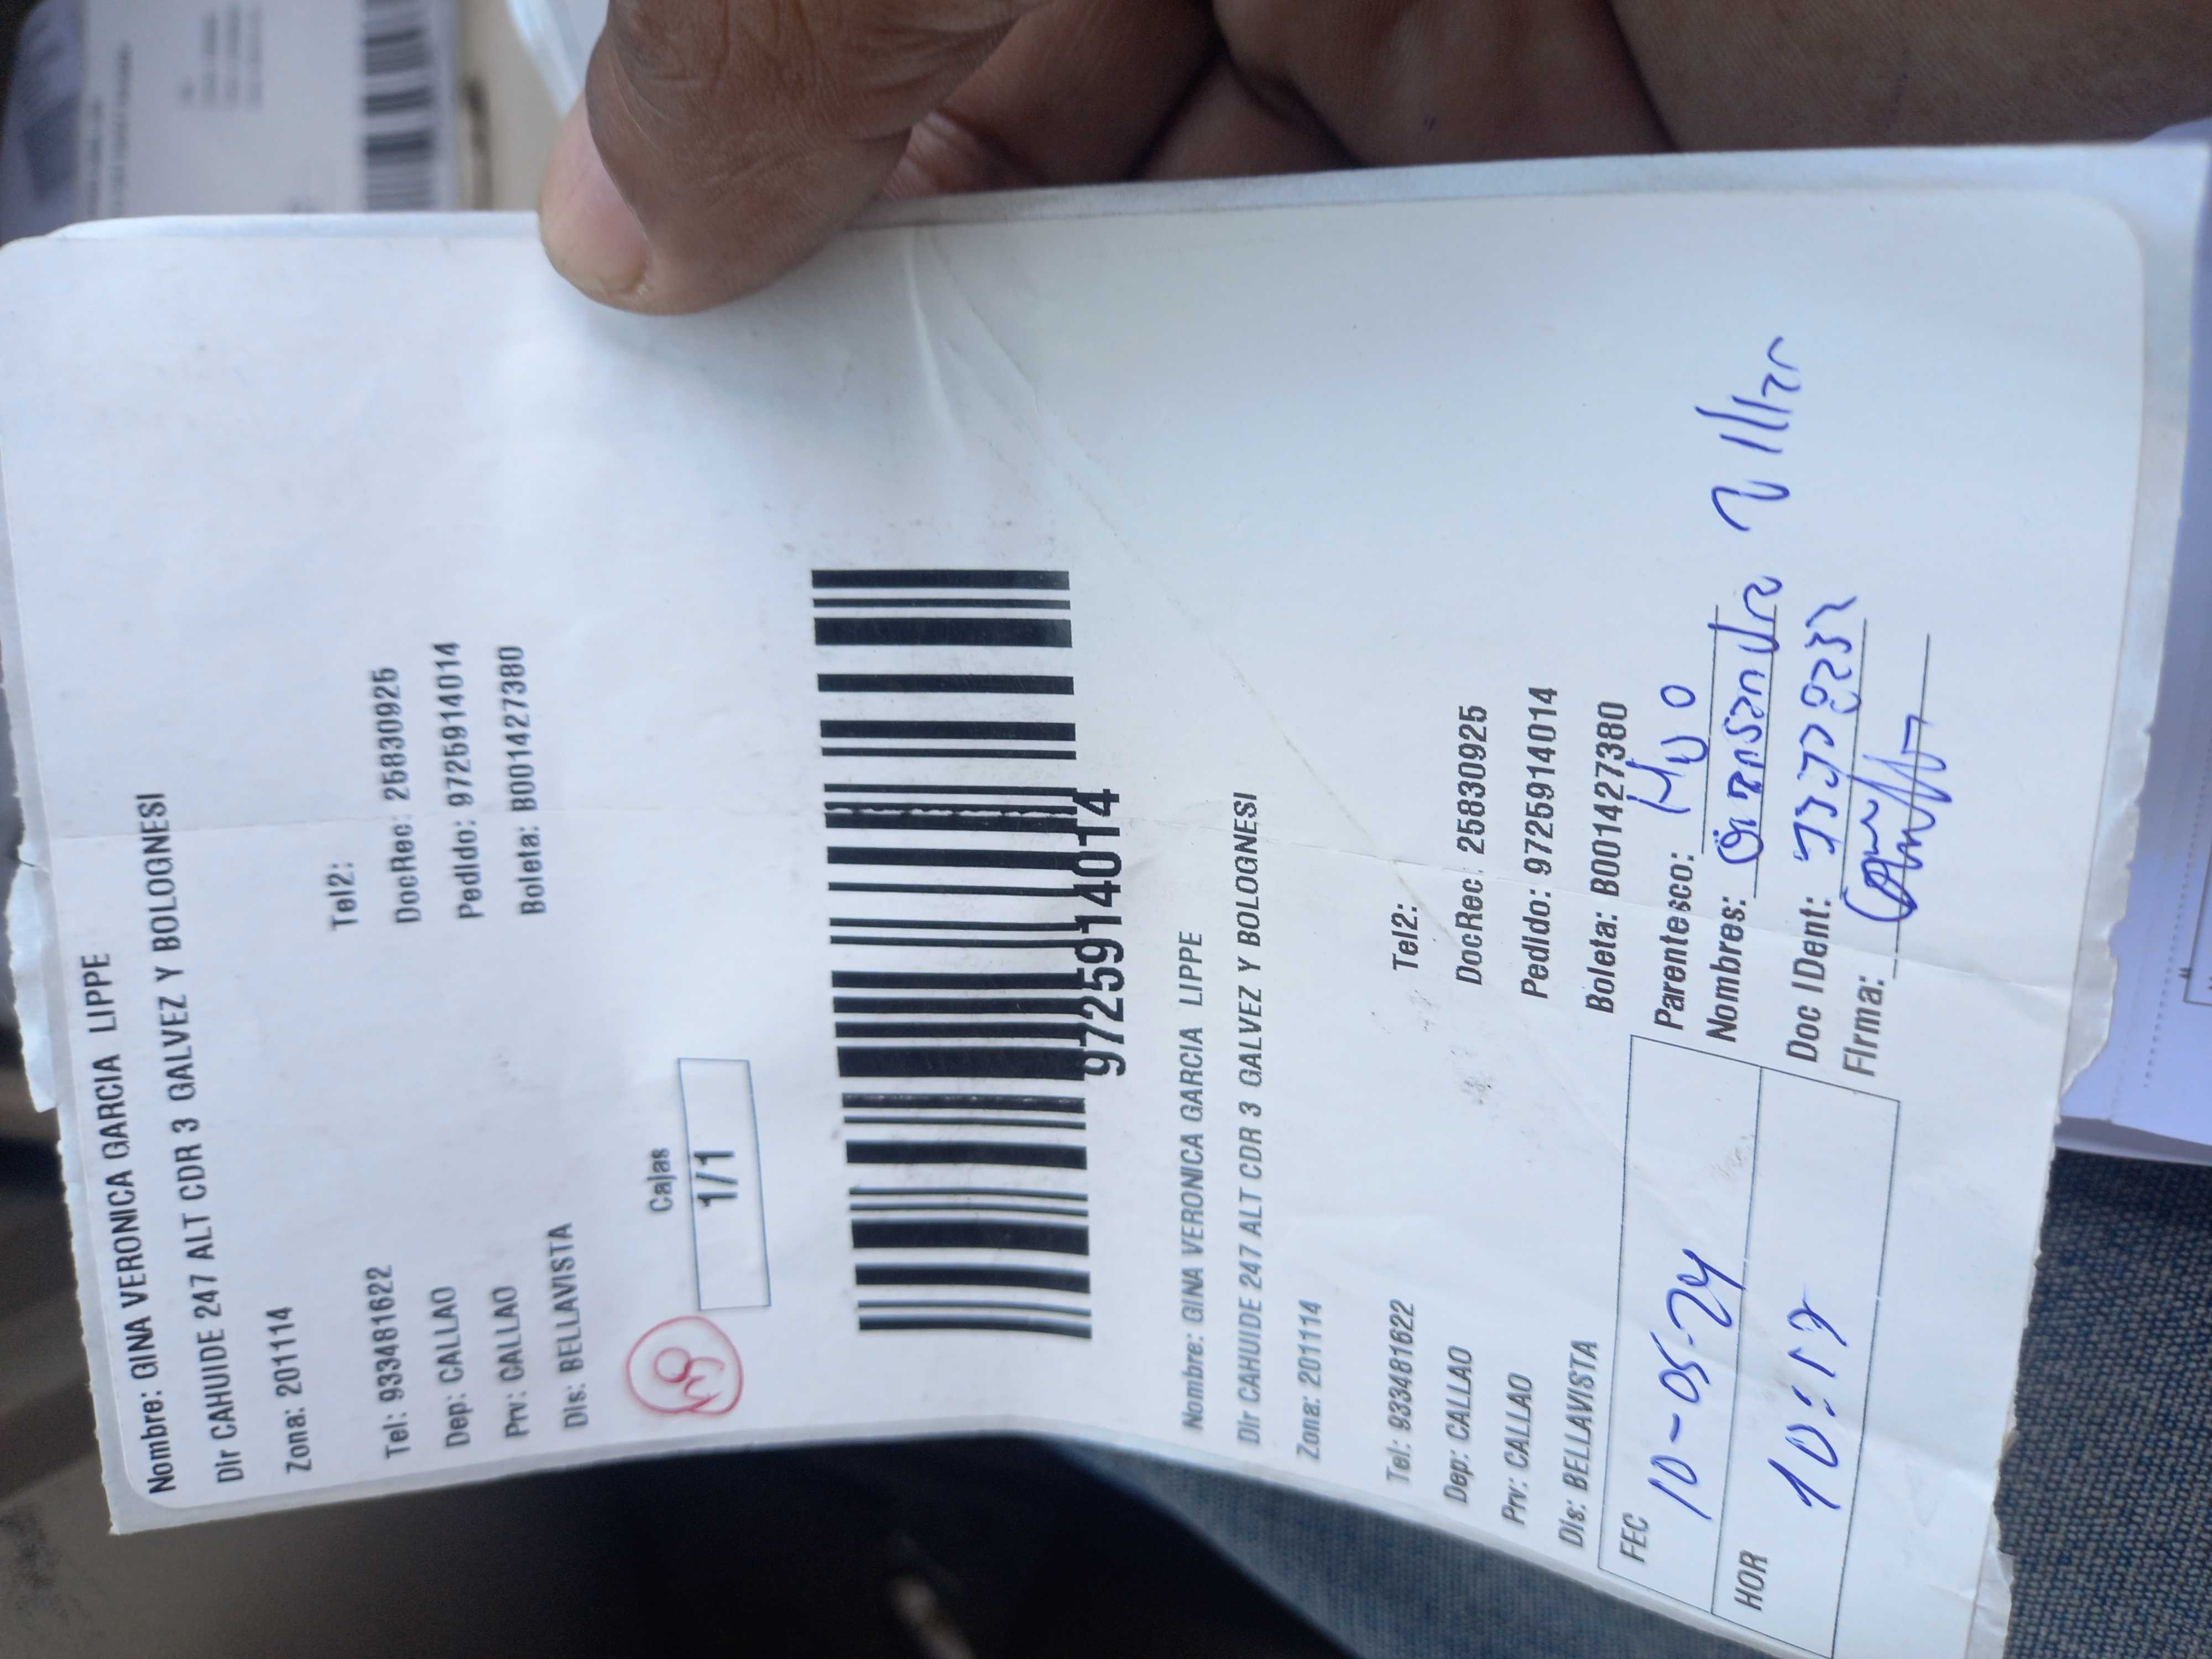 Nombre: GINA VERONICA GARCIA LIPPE
Dir CAHUIDE 247 ALT CDR 3 GALVEZ Y BOLOGNESI
Zona: 201114
Tel: 933481622 Tel2:
Dep: CALLAO DocRec: 25830925
Prv: CALLAO Pedido: 9725914014
Dis: BELLAVISTA Boleta: B001427380
Cajas
1/1
9725914014
Nombre: GINA VERONICA GARCIA LIPPE
Dir CAHUIDE 247 ALT CDR 3 GALVEZ Y BOLOGNESI
Zona: 201114
Tel: 933481622 Tel2:
Dep: CALLAO DocRec: 25830925
Prv: CALLAO Pedido: 9725914014
Dis: BELLAVISTA Boleta: B001427380
FEC 10-05-24
HOR 10:17
Parentesco: HIJO
Nombres:
Doc IDent:
Firma: